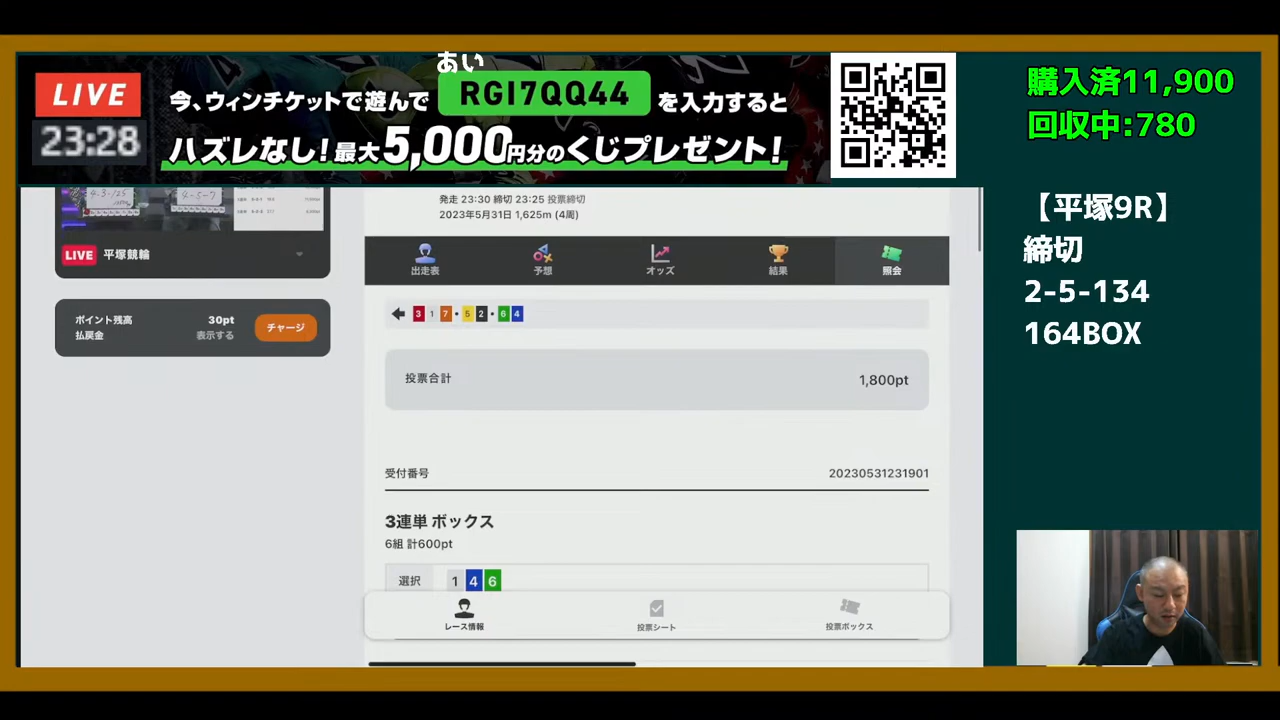 あい
LIVE
23:28
今、ウィンチケットで遊んで RGI7QQ44 を入力すると
ハズレなし!最大5,000円分のくじプレゼント!
購入済11,900
回収中:780
【平塚9R】
締切
2-5-134
164BOX
LIVE 平塚競輪
ポイント残高 30pt
払戻金 表示する
チャージ
発走 23:30 締切 23:25 投票締切
2023年5月31日 1,625m (4周)
出走表 予想 オッズ 結果 照会
3 1 7 • 5 2 • 6 4
投票合計 1,800pt
受付番号 20230531231901
3連単 ボックス
6組 計600pt
選択 1 4 6
レース情報 投票シート 投票ボックス